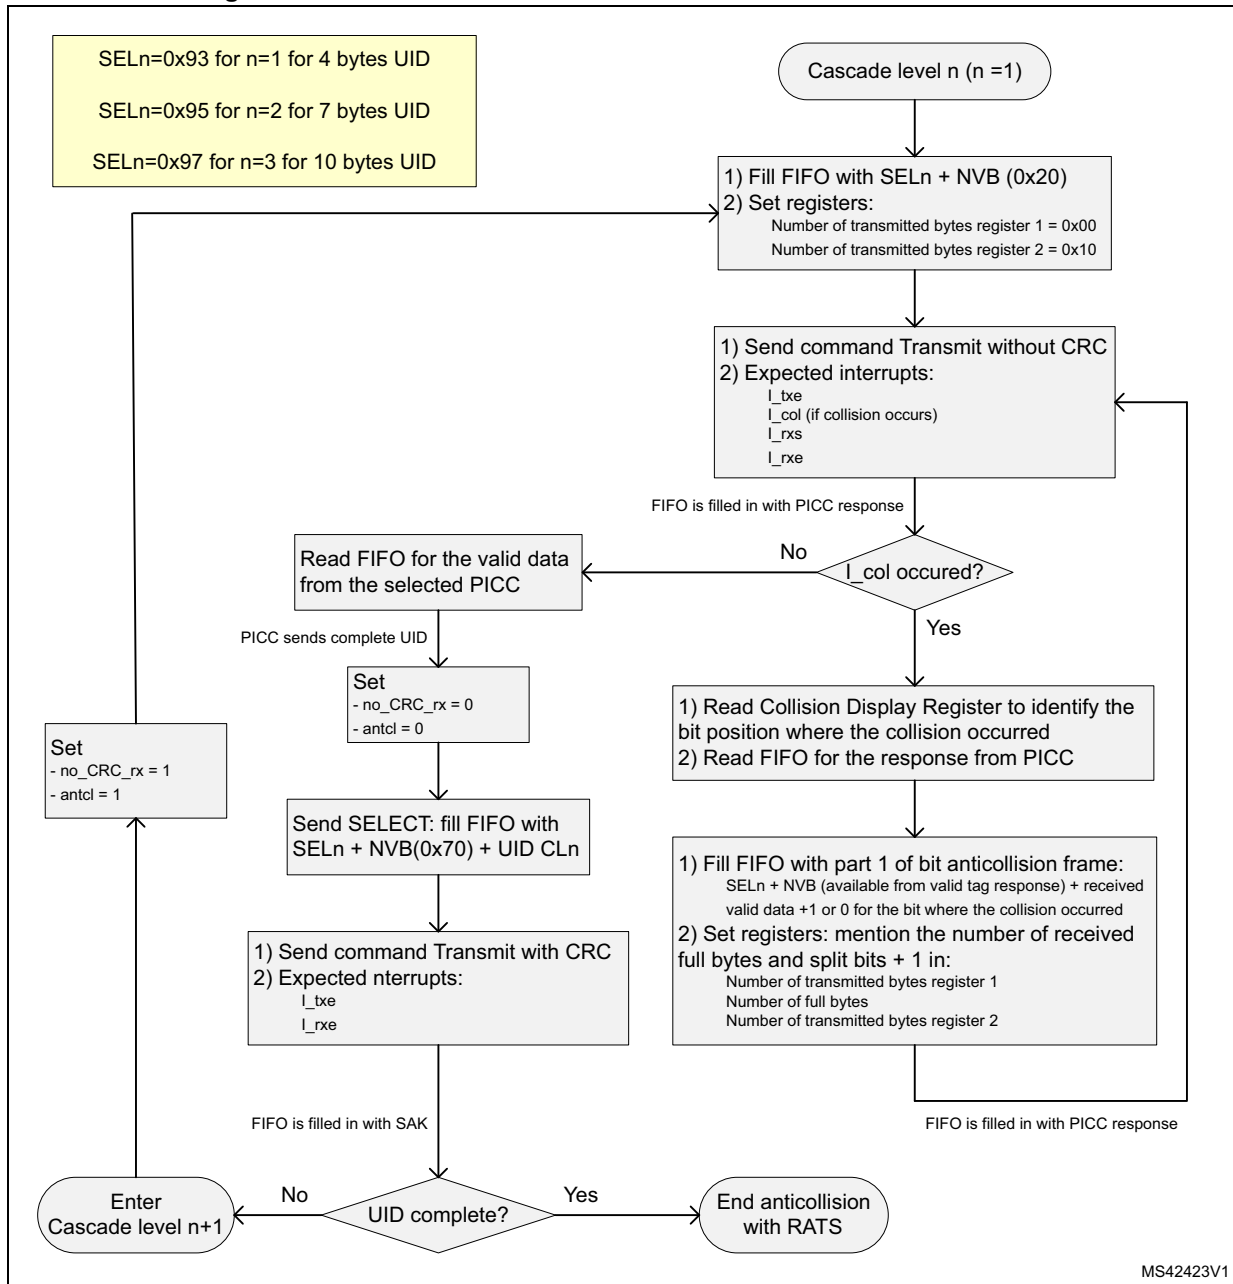 SELn=0x93 for n=1 for 4 bytes UID
SELn=0x95 for n=2 for 7 bytes UID
SELn=0x97 for n=3 for 10 bytes UID
Cascade level n (n =1)
1) Fill FIFO with SELn + NVB (0x20)
2) Set registers:
Number of transmitted bytes register 1 = 0x00
Number of transmitted bytes register 2 = 0x10
1) Send command Transmit without CRC
2) Expected interrupts:
I_txe
I_col (if collision occurs)
I_rxs
I_rxe
FIFO is filled in with PICC response
I_col occured?
No
Yes
Read FIFO for the valid data
from the selected PICC
PICC sends complete UID
Set
- no_CRC_rx = 0
- antcl = 0
Send SELECT: fill FIFO with
SELn + NVB(0x70) + UID CLn
1) Send command Transmit with CRC
2) Expected nterrupts:
I_txe
I_rxe
FIFO is filled in with SAK
1) Read Collision Display Register to identify the
bit position where the collision occurred
2) Read FIFO for the response from PICC
1) Fill FIFO with part 1 of bit anticollision frame:
SELn + NVB (available from valid tag response) + received
valid data +1 or 0 for the bit where the collision occurred
2) Set registers: mention the number of received
full bytes and split bits + 1 in:
Number of transmitted bytes register 1
Number of full bytes
Number of transmitted bytes register 2
FIFO is filled in with PICC response
Set
- no_CRC_rx = 1
- antcl = 1
Enter
Cascade level n+1
No
UID complete?
Yes
End anticollision
with RATS
MS42423V1